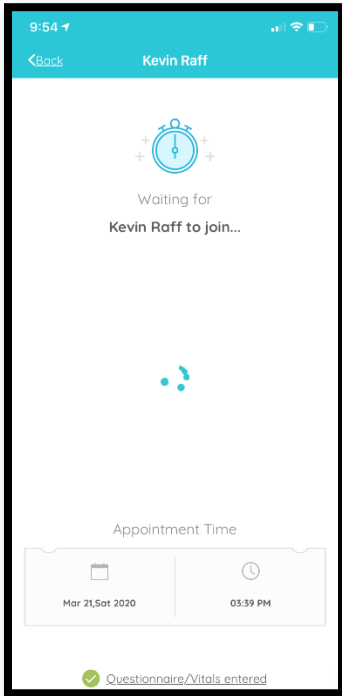 9:54
Back
Kevin Raff
Waiting for
Kevin Raff to join...
Appointment Time
Mar 21,Sat 2020
03:39 PM
Questionnaire/Vitals entered